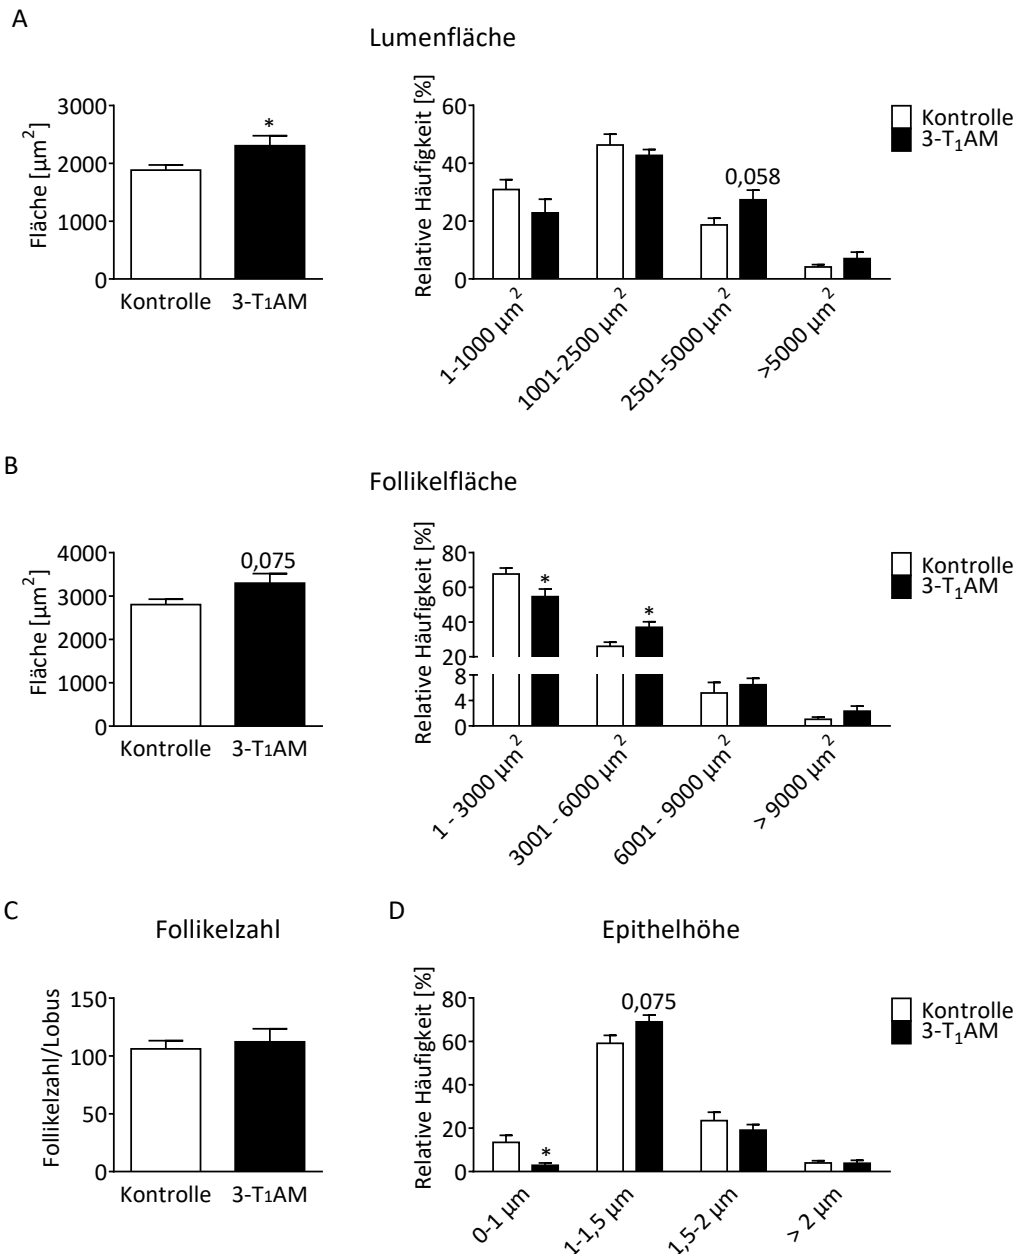 A
Lumenfläche
Fläche [µm²]
3000
2000
1000
0
*
Kontrolle 3-T₁AM
Relative Häufigkeit [%]
60
40
20
0
0,058
1-1000 µm²
1001-2500 µm²
2501-5000 µm²
>5000 µm²
Kontrolle
3-T₁AM
B
Follikelfläche
Fläche [µm²]
4000
3000
2000
1000
0
0,075
Kontrolle 3-T₁AM
Relative Häufigkeit [%]
80
60
40
20
8
4
0
*
*
1 - 3000 µm²
3001 - 6000 µm²
6001 - 9000 µm²
> 9000 µm²
Kontrolle
3-T₁AM
C
Follikelzahl
Follikelzahl/Lobus
150
100
50
0
Kontrolle 3-T₁AM
D
Epithelhöhe
Relative Häufigkeit [%]
80
60
40
20
0
*
0,075
0-1 µm
1-1,5 µm
1,5-2 µm
> 2 µm
Kontrolle
3-T₁AM